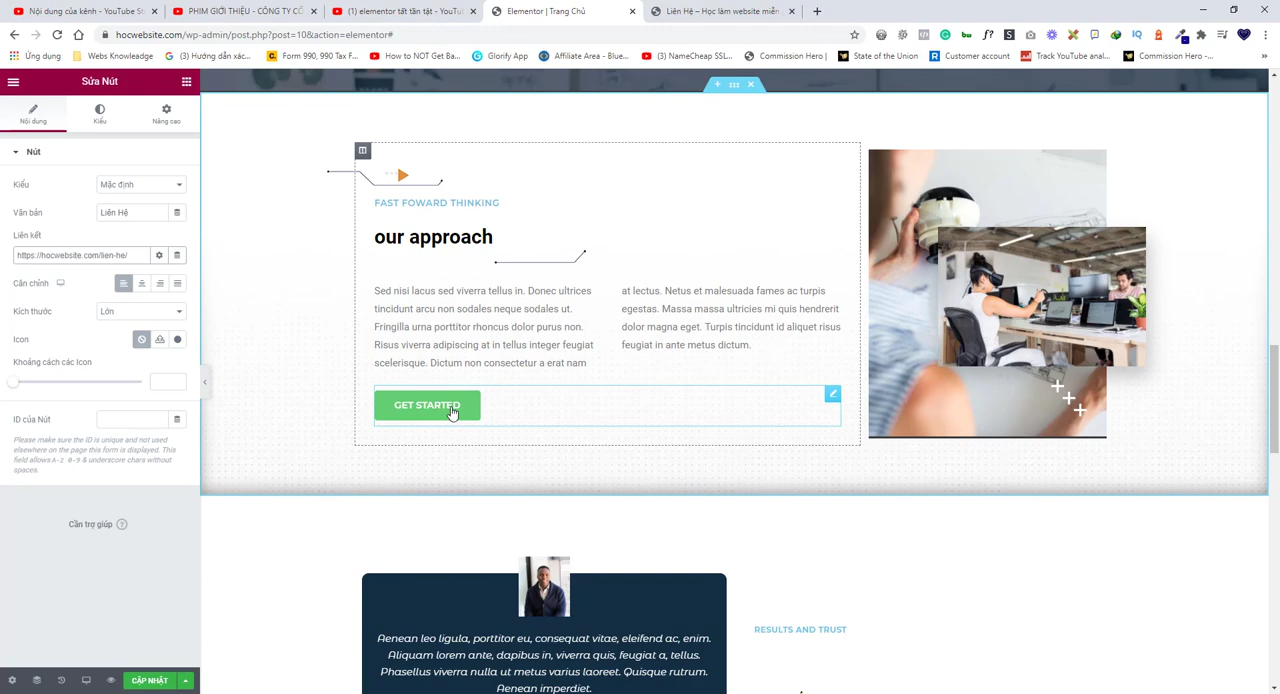 Nội dung của kênh - YouTube St
PHIM GIỚI THIỆU - CÔNG TY CỔ
(1) elementor tất tần tật - YouTu
Elementor | Trang Chủ
Liên Hệ – Học làm website miễn
hocwebsite.com/wp-admin/post.php?post=10&action=elementor#
Ứng dụng
Webs Knowleadge
(3) Hướng dẫn xác...
Form 990, 990 Tax F...
How to NOT Get Ba...
Glorify App
Affiliate Area - Blue...
(3) NameCheap SSL...
Commission Hero |
State of the Union
Customer account
Track YouTube anal...
Commission Hero -...
Sửa Nút
Nội dung
Kiểu
Nâng cao
Nút
Kiểu
Mặc định
Văn bản
Liên Hệ
Liên kết
https://hocwebsite.com/lien-he/
Căn chỉnh
Kích thước
Lớn
Icon
Khoảng cách các Icon
ID của Nút
Please make sure the ID is unique and not used
elsewhere on the page this form is displayed. This
field allows A-z 0-9 & underscore chars without
spaces.
Cần trợ giúp
CẬP NHẬT
FAST FOWARD THINKING
our approach
Sed nisi lacus sed viverra tellus in. Donec ultrices
tincidunt arcu non sodales neque sodales ut.
Fringilla urna porttitor rhoncus dolor purus non.
Risus viverra adipiscing at in tellus integer feugiat
scelerisque. Dictum non consectetur a erat nam
at lectus. Netus et malesuada fames ac turpis
egestas. Massa massa ultricies mi quis hendrerit
dolor magna eget. Turpis tincidunt id aliquet risus
feugiat in ante metus dictum.
GET STARTED
Aenean leo ligula, porttitor eu, consequat vitae, eleifend ac, enim.
Aliquam lorem ante, dapibus in, viverra quis, feugiat a, tellus.
Phasellus viverra nulla ut metus varius laoreet. Quisque rutrum.
Aenean imperdiet.
RESULTS AND TRUST